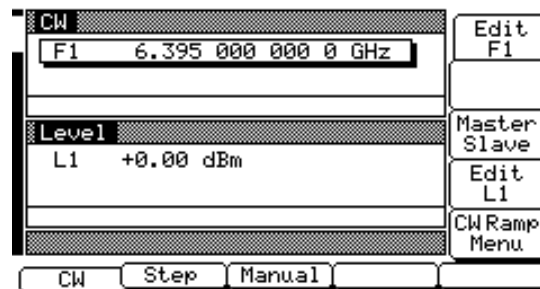 CW
F1 6.395 000 000 0 GHz
Level
L1 +0.00 dBm
Edit
F1
Master
Slave
Edit
L1
CW Ramp
Menu
CW Step Manual